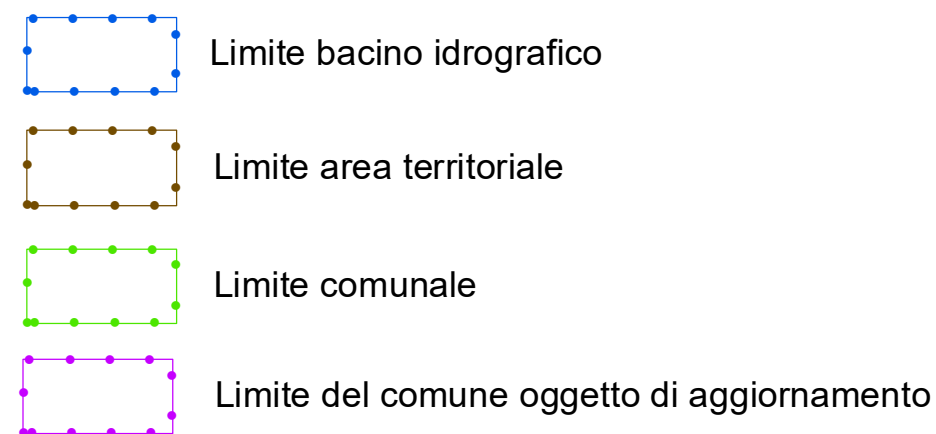 Limite bacino idrografico
Limite area territoriale
Limite comunale
Limite del comune oggetto di aggiornamento